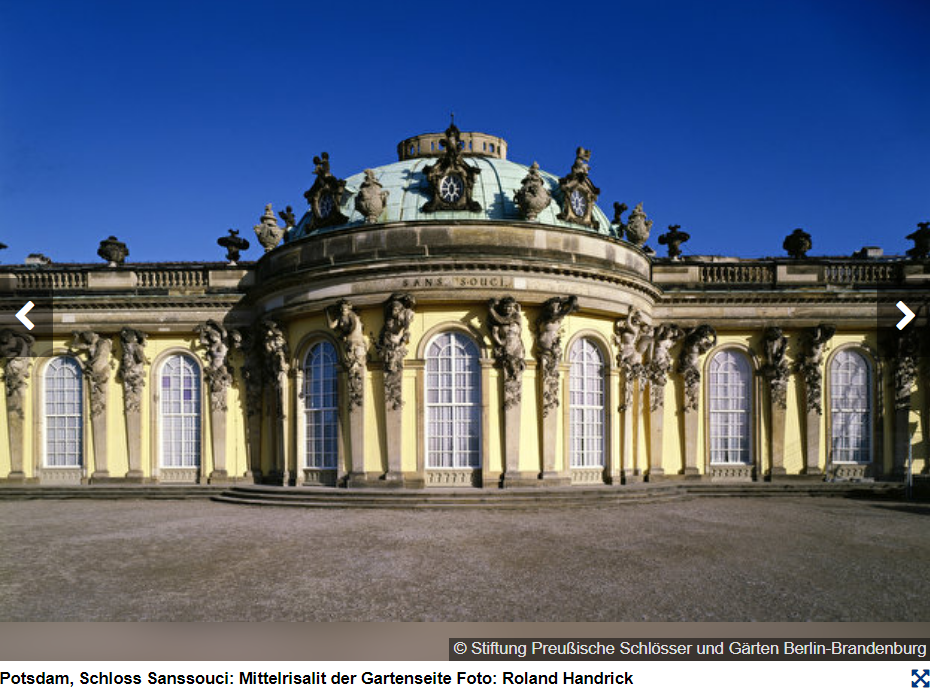 SANS, SOUCI.
© Stiftung Preußische Schlösser und Gärten Berlin-Brandenburg
Potsdam, Schloss Sanssouci: Mittelrisalit der Gartenseite Foto: Roland Handrick